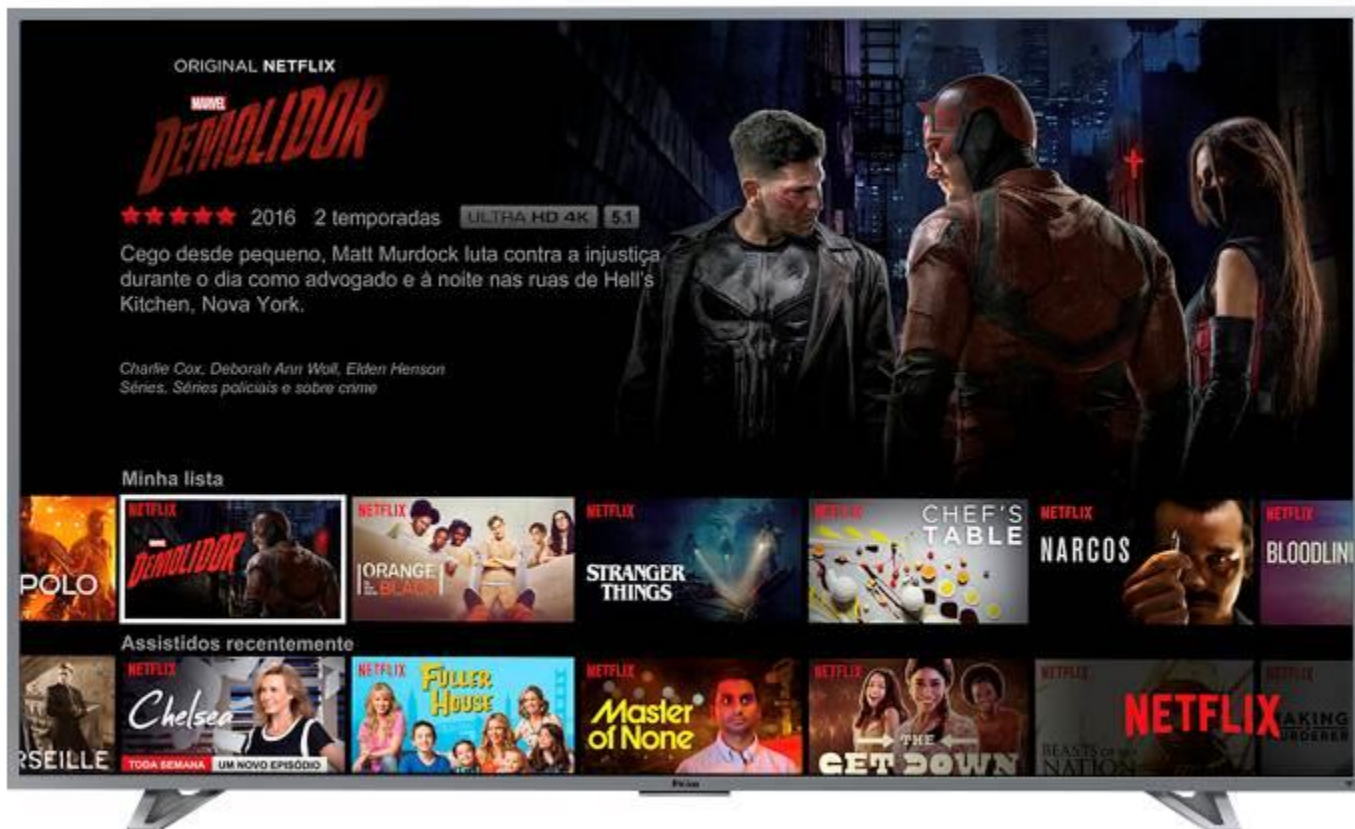 ORIGINAL NETFLIX
MARVEL
DEMOLIDOR
2016 2 temporadas ULTRA HD 4K 5.1
Cego desde pequeno, Matt Murdock luta contra a injustiça
durante o dia como advogado e à noite nas ruas de Hell's
Kitchen, Nova York.
Charlie Cox, Deborah Ann Woll, Elden Henson
Séries, Séries policiais e sobre crime
Minha lista
POLO
NETFLIX
DEMOLIDOR
NETFLIX
ORANGE
BLACK
NETFLIX
STRANGER
THINGS
NETFLIX
CHEF'S
TABLE
NETFLIX
NARCOS
NETFLIX
BLOODLIN
Assistidos recentemente
RSEILLE
NETFLIX
Chelsea
TODA SEMANA UM NOVO EPISÓDIO
NETFLIX
FULLER
HOUSE
NETFLIX
Master
of None
NETFLIX
THE
GET DOWN
NETFLIX
BEASTS OF NO
NATION
NETFLIX
NETFLIX
AKING
URDERER
Philco